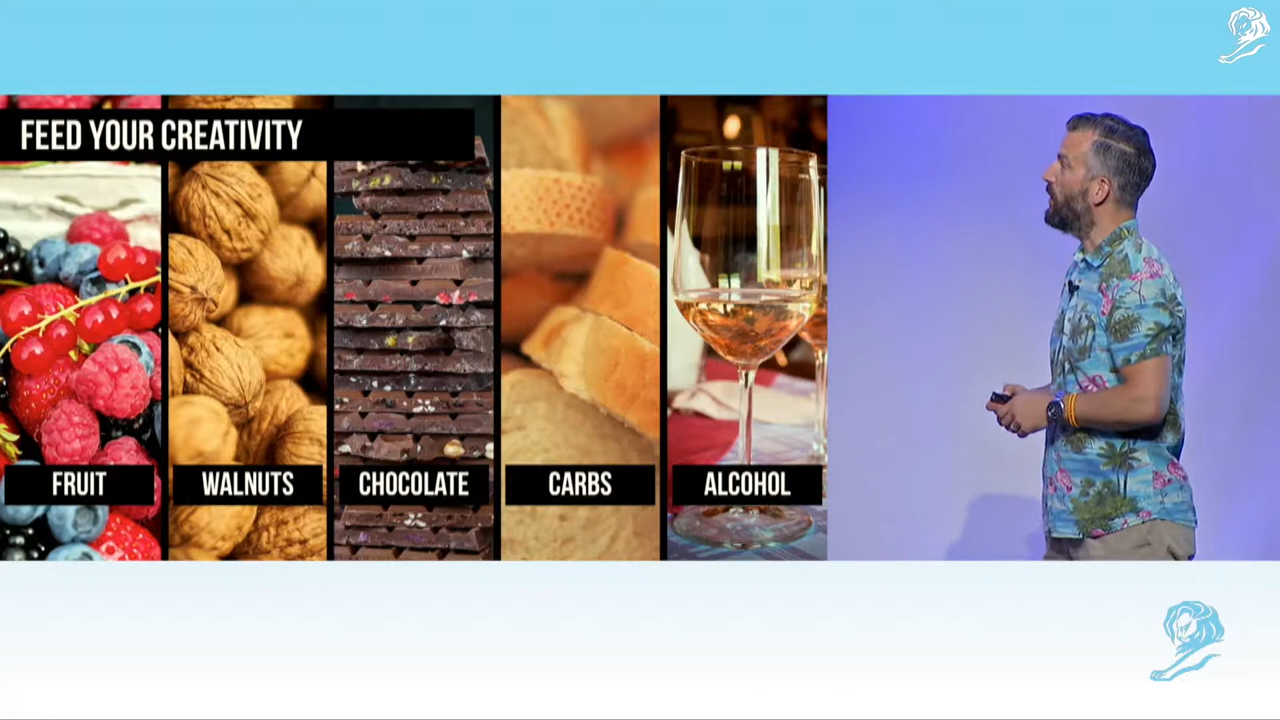 FEED YOUR CREATIVITY
FRUIT
WALNUTS
CHOCOLATE
CARBS
ALCOHOL